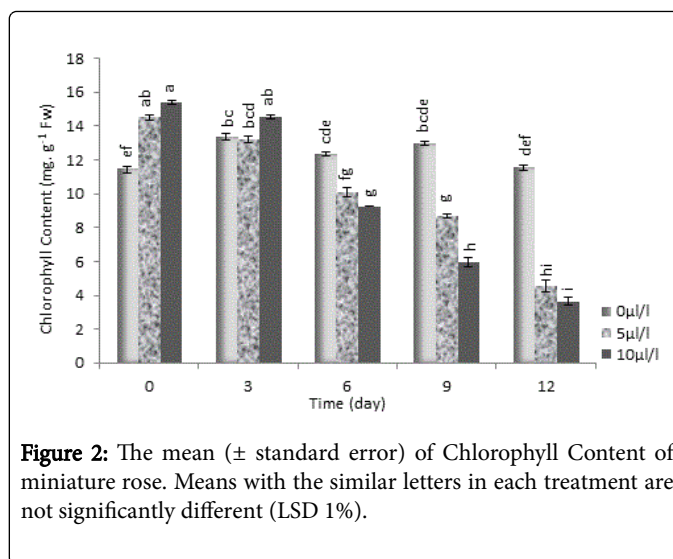 18
16
14
12
10
8
6
4
2
0
Chlorophyll Content (mg. g⁻¹ Fw)
ef
ab
a
bc
bcd
ab
cde
fg
g
bcde
g
h
def
hi
i
0
3
6
9
12
Time (day)
0µl/l
5µl/l
10µl/l
Figure 2: The mean (± standard error) of Chlorophyll Content of
miniature rose. Means with the similar letters in each treatment are
not significantly different (LSD 1%).